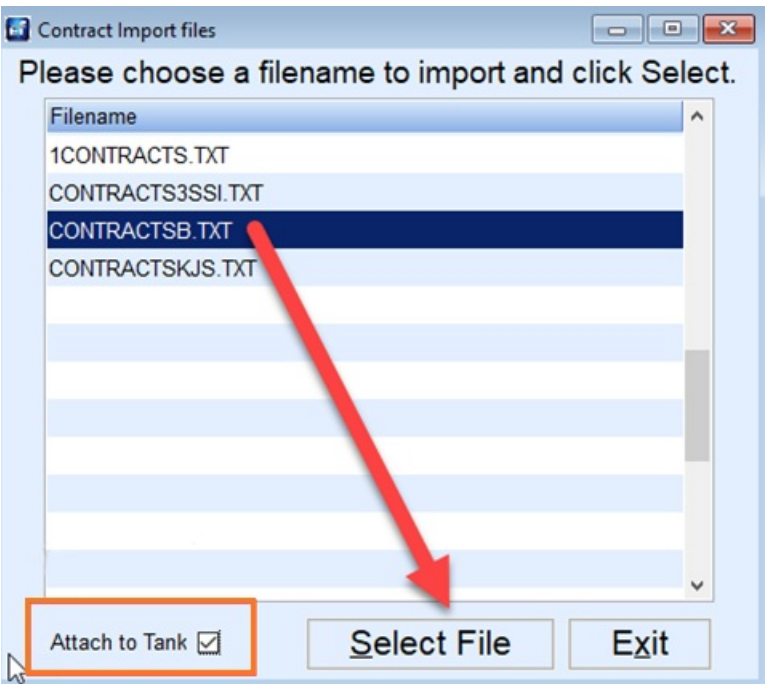 Contract Import files
Please choose a filename to import and click Select.
Filename
1CONTRACTS.TXT
CONTRACTS3SSI.TXT
CONTRACTSB.TXT
CONTRACTSKJS.TXT
Attach to Tank
Select File
Exit